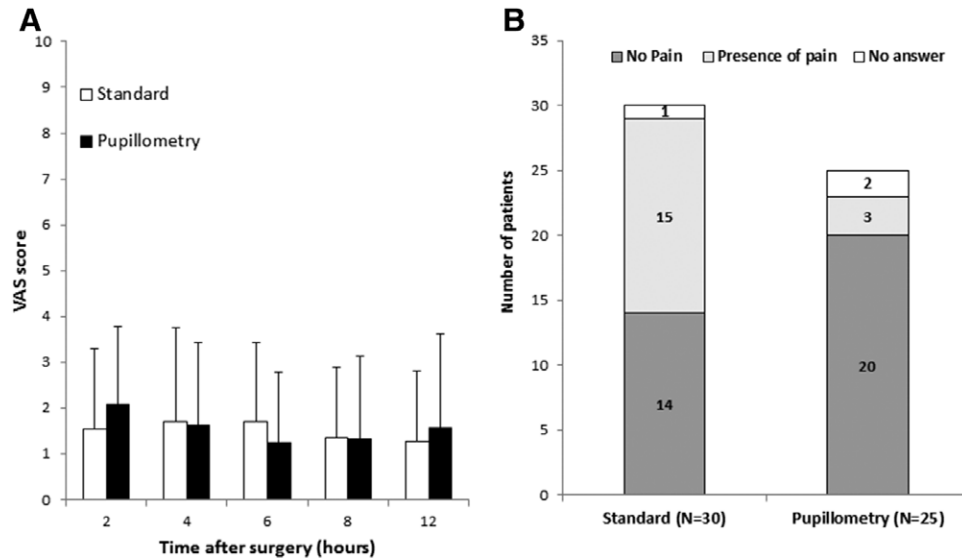 A
10
9
8
7
6
5
4
3
2
1
0
VAS score
Standard
Pupillometry
2 4 6 8 12
Time after surgery (hours)
B
35
30
25
20
15
10
5
0
Number of patients
No Pain Presence of pain No answer
1
15
14
2
3
20
Standard (N=30) Pupillometry (N=25)